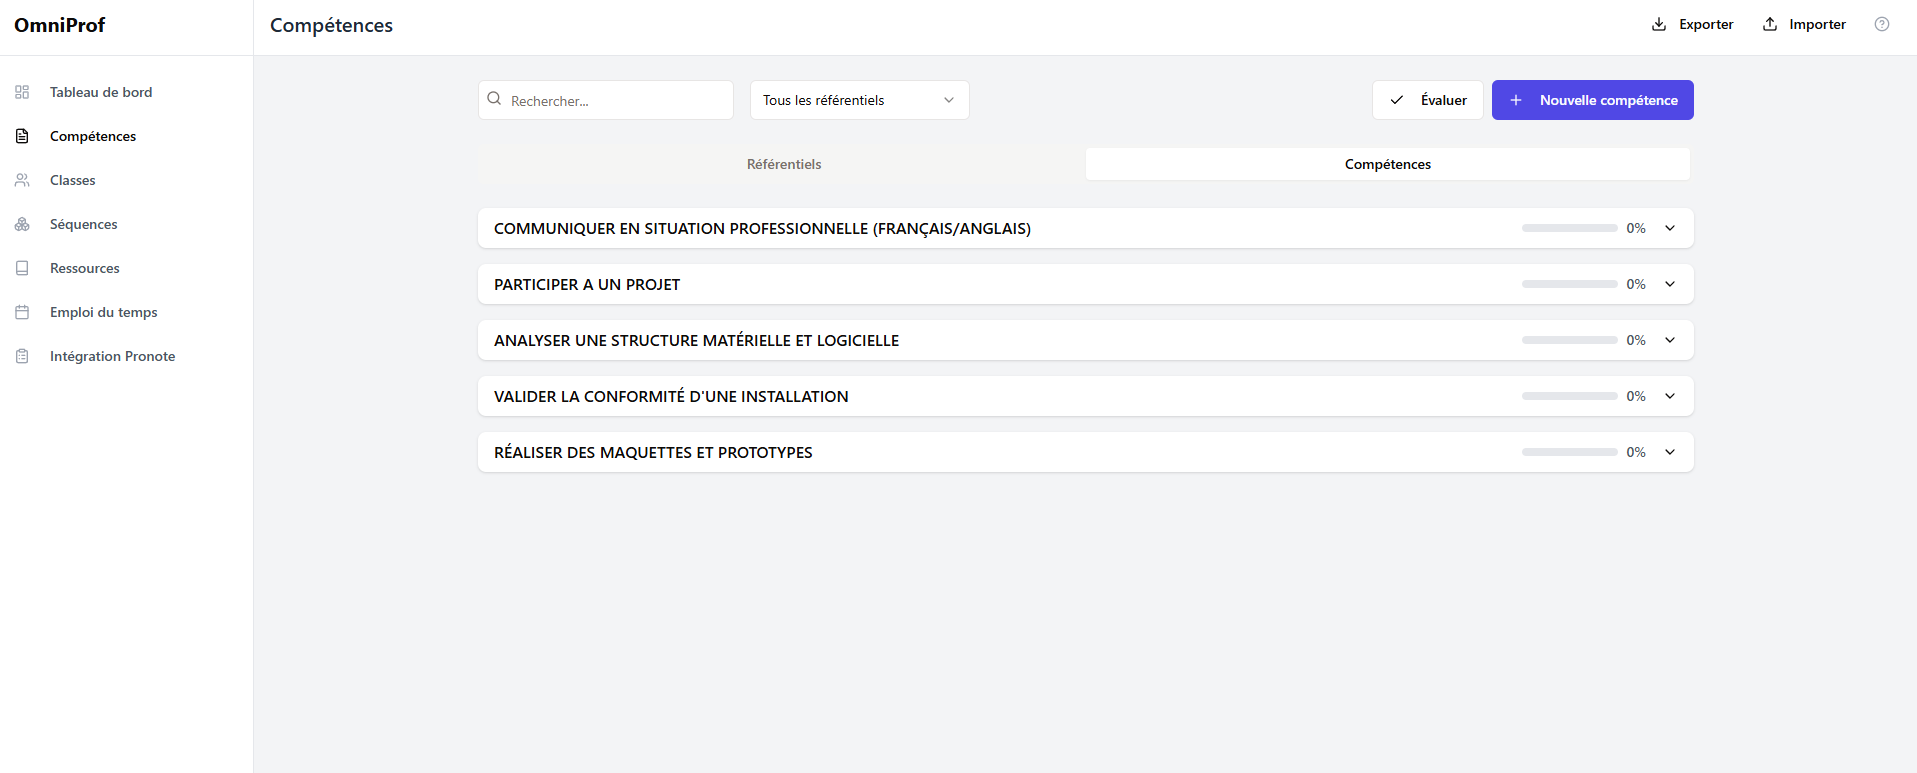 OmniProf
Compétences
Exporter
Importer
Tableau de bord
Compétences
Classes
Séquences
Ressources
Emploi du temps
Intégration Pronote
Rechercher...
Tous les référentiels
Évaluer
Nouvelle compétence
Référentiels
Compétences
COMMUNIQUER EN SITUATION PROFESSIONNELLE (FRANÇAIS/ANGLAIS) 0%
PARTICIPER A UN PROJET 0%
ANALYSER UNE STRUCTURE MATÉRIELLE ET LOGICIELLE 0%
VALIDER LA CONFORMITÉ D'UNE INSTALLATION 0%
RÉALISER DES MAQUETTES ET PROTOTYPES 0%